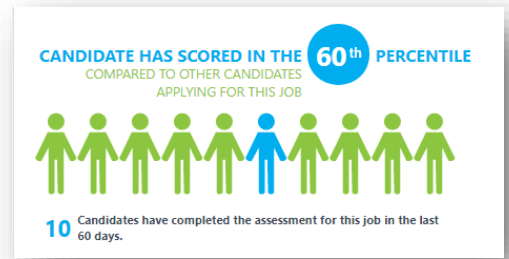 CANDIDATE HAS SCORED IN THE 60th PERCENTILE
COMPARED TO OTHER CANDIDATES
APPLYING FOR THIS JOB
10 Candidates have completed the assessment for this job in the last
60 days.